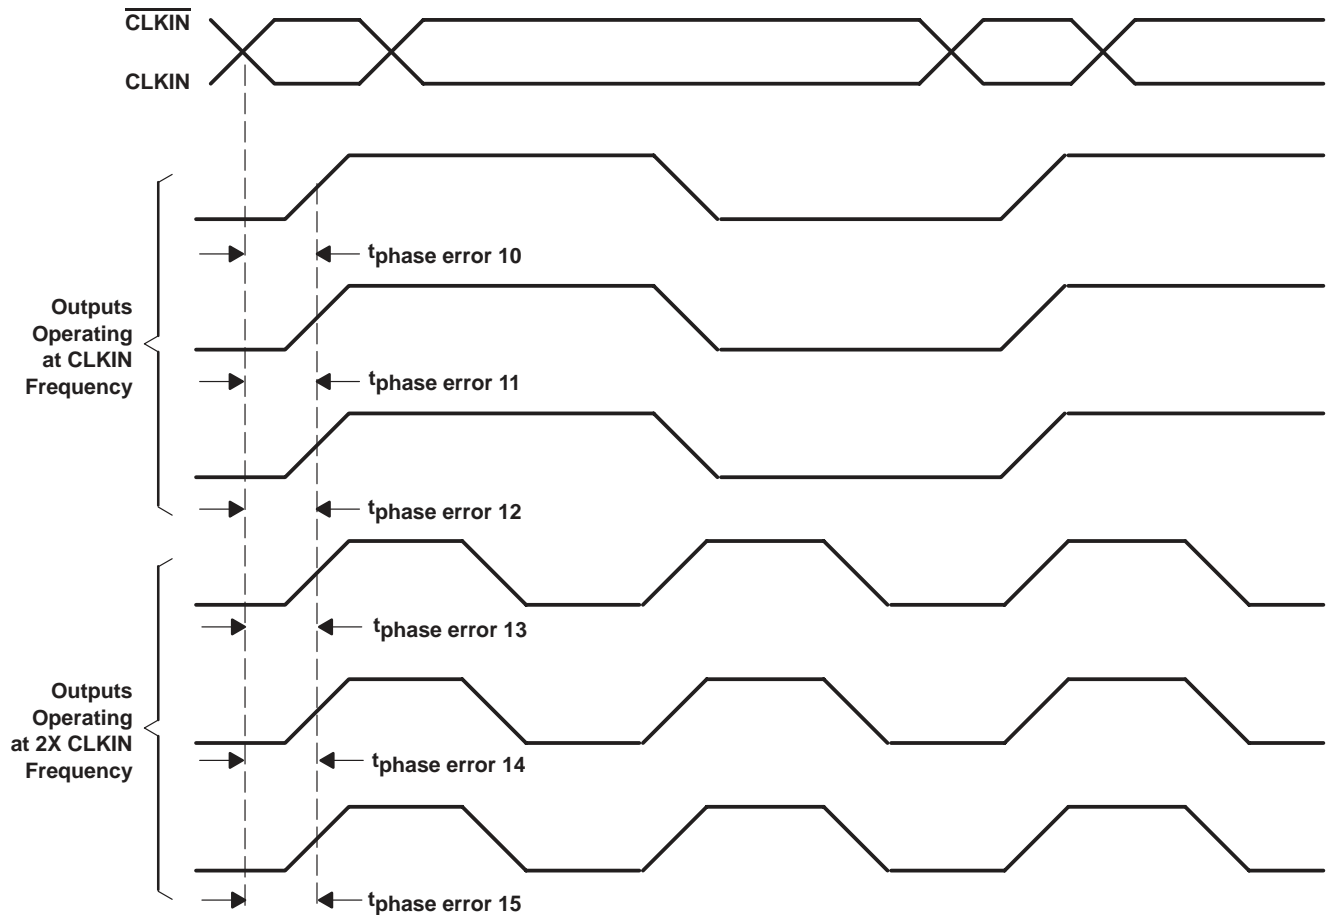 CLKIN
CLKIN
tphase error 10
Outputs
Operating
at CLKIN
Frequency
tphase error 11
tphase error 12
tphase error 13
Outputs
Operating
at 2X CLKIN
Frequency
tphase error 14
tphase error 15